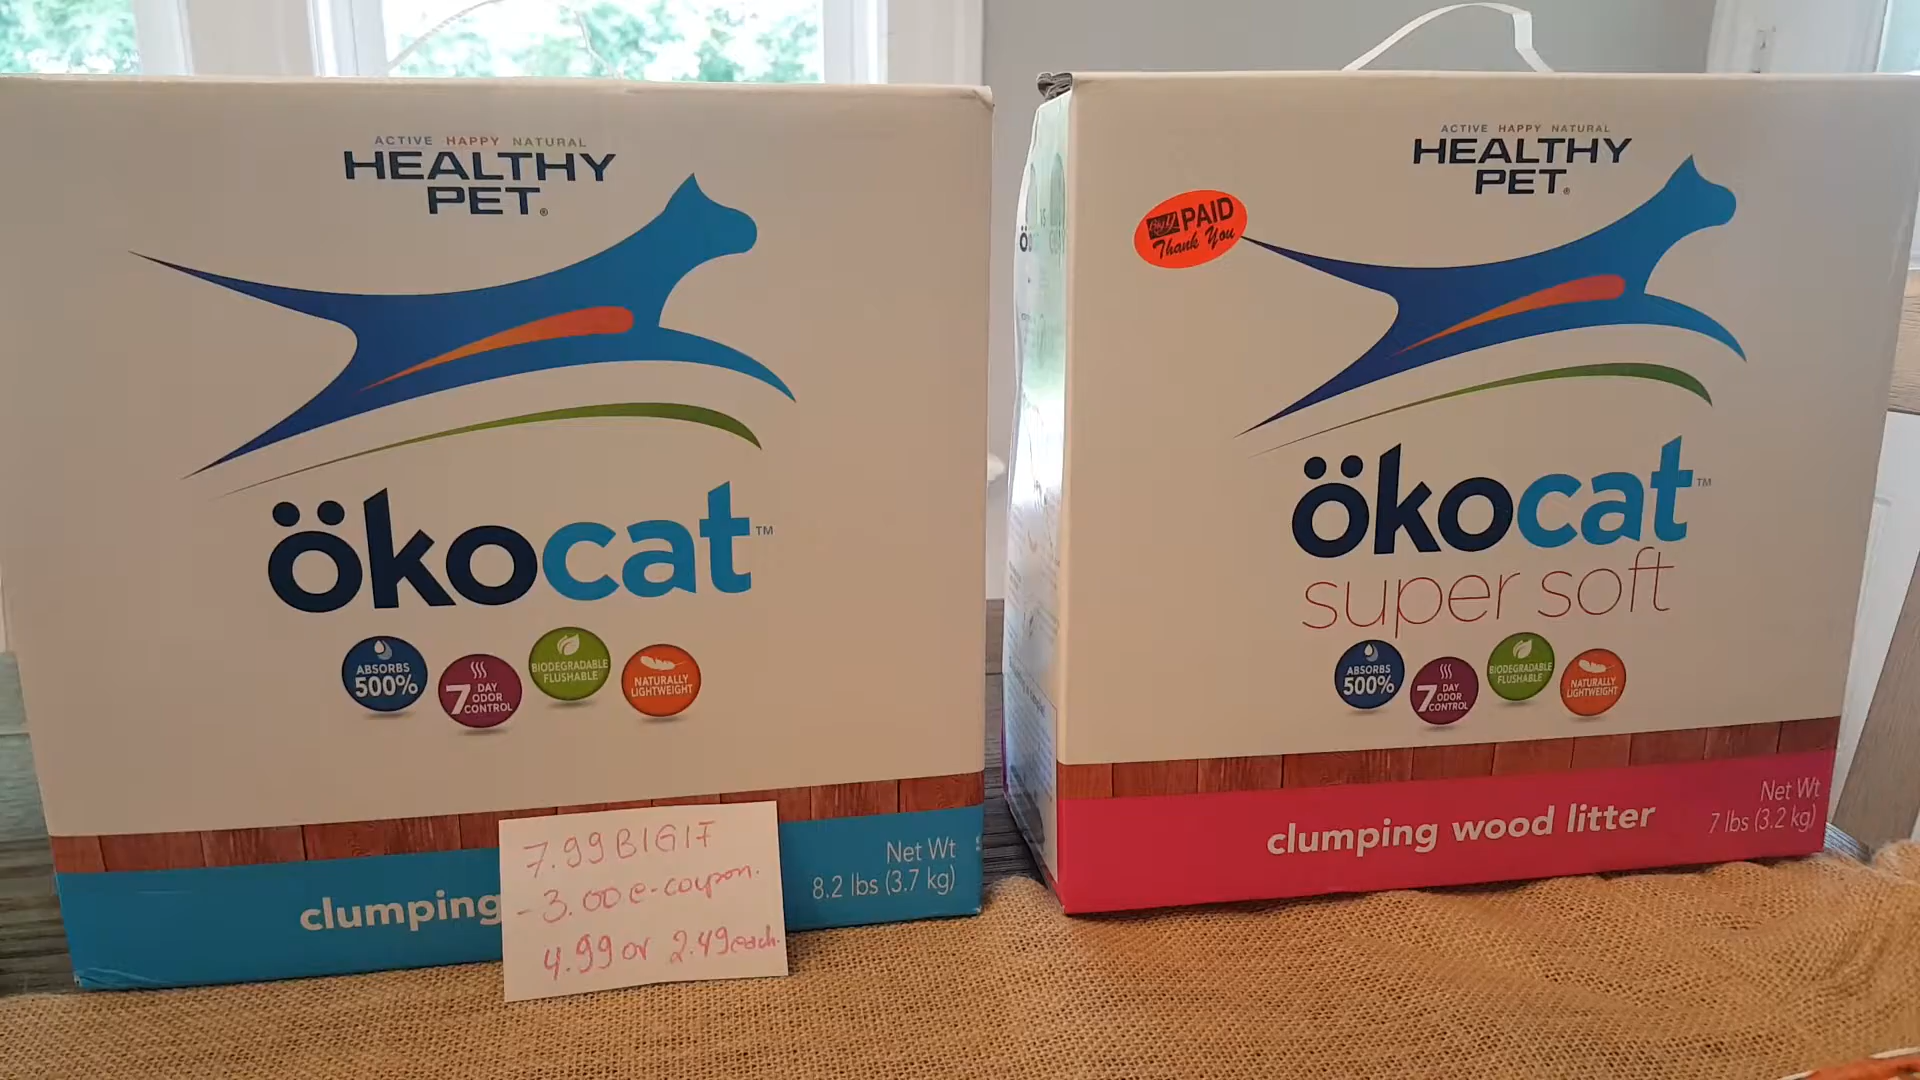 ACTIVE HAPPY NATURAL
HEALTHY
PET®
ökocat™
ABSORBS
500%
7 DAY
ODOR
CONTROL
BIODEGRADABLE
FLUSHABLE
NATURALLY
LIGHTWEIGHT
clumping
Net Wt
8.2 lbs (3.7 kg)
7.99 B1G1F
- 3.00 e-coupon.
4.99 or 2.49 each.
ACTIVE HAPPY NATURAL
HEALTHY
PET®
PAID
Thank You
ökocat™
super soft
ABSORBS
500%
7 DAY
ODOR
CONTROL
BIODEGRADABLE
FLUSHABLE
NATURALLY
LIGHTWEIGHT
clumping wood litter
Net Wt
7 lbs (3.2 kg)